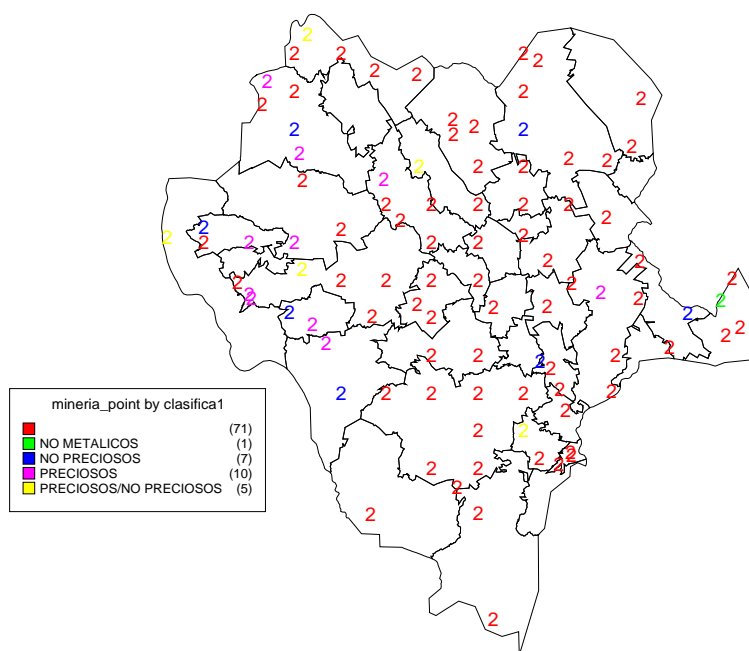 mineria_point by clasifica1
(71)
NO METALICOS (1)
NO PRECIOSOS (7)
PRECIOSOS (10)
PRECIOSOS/NO PRECIOSOS (5)